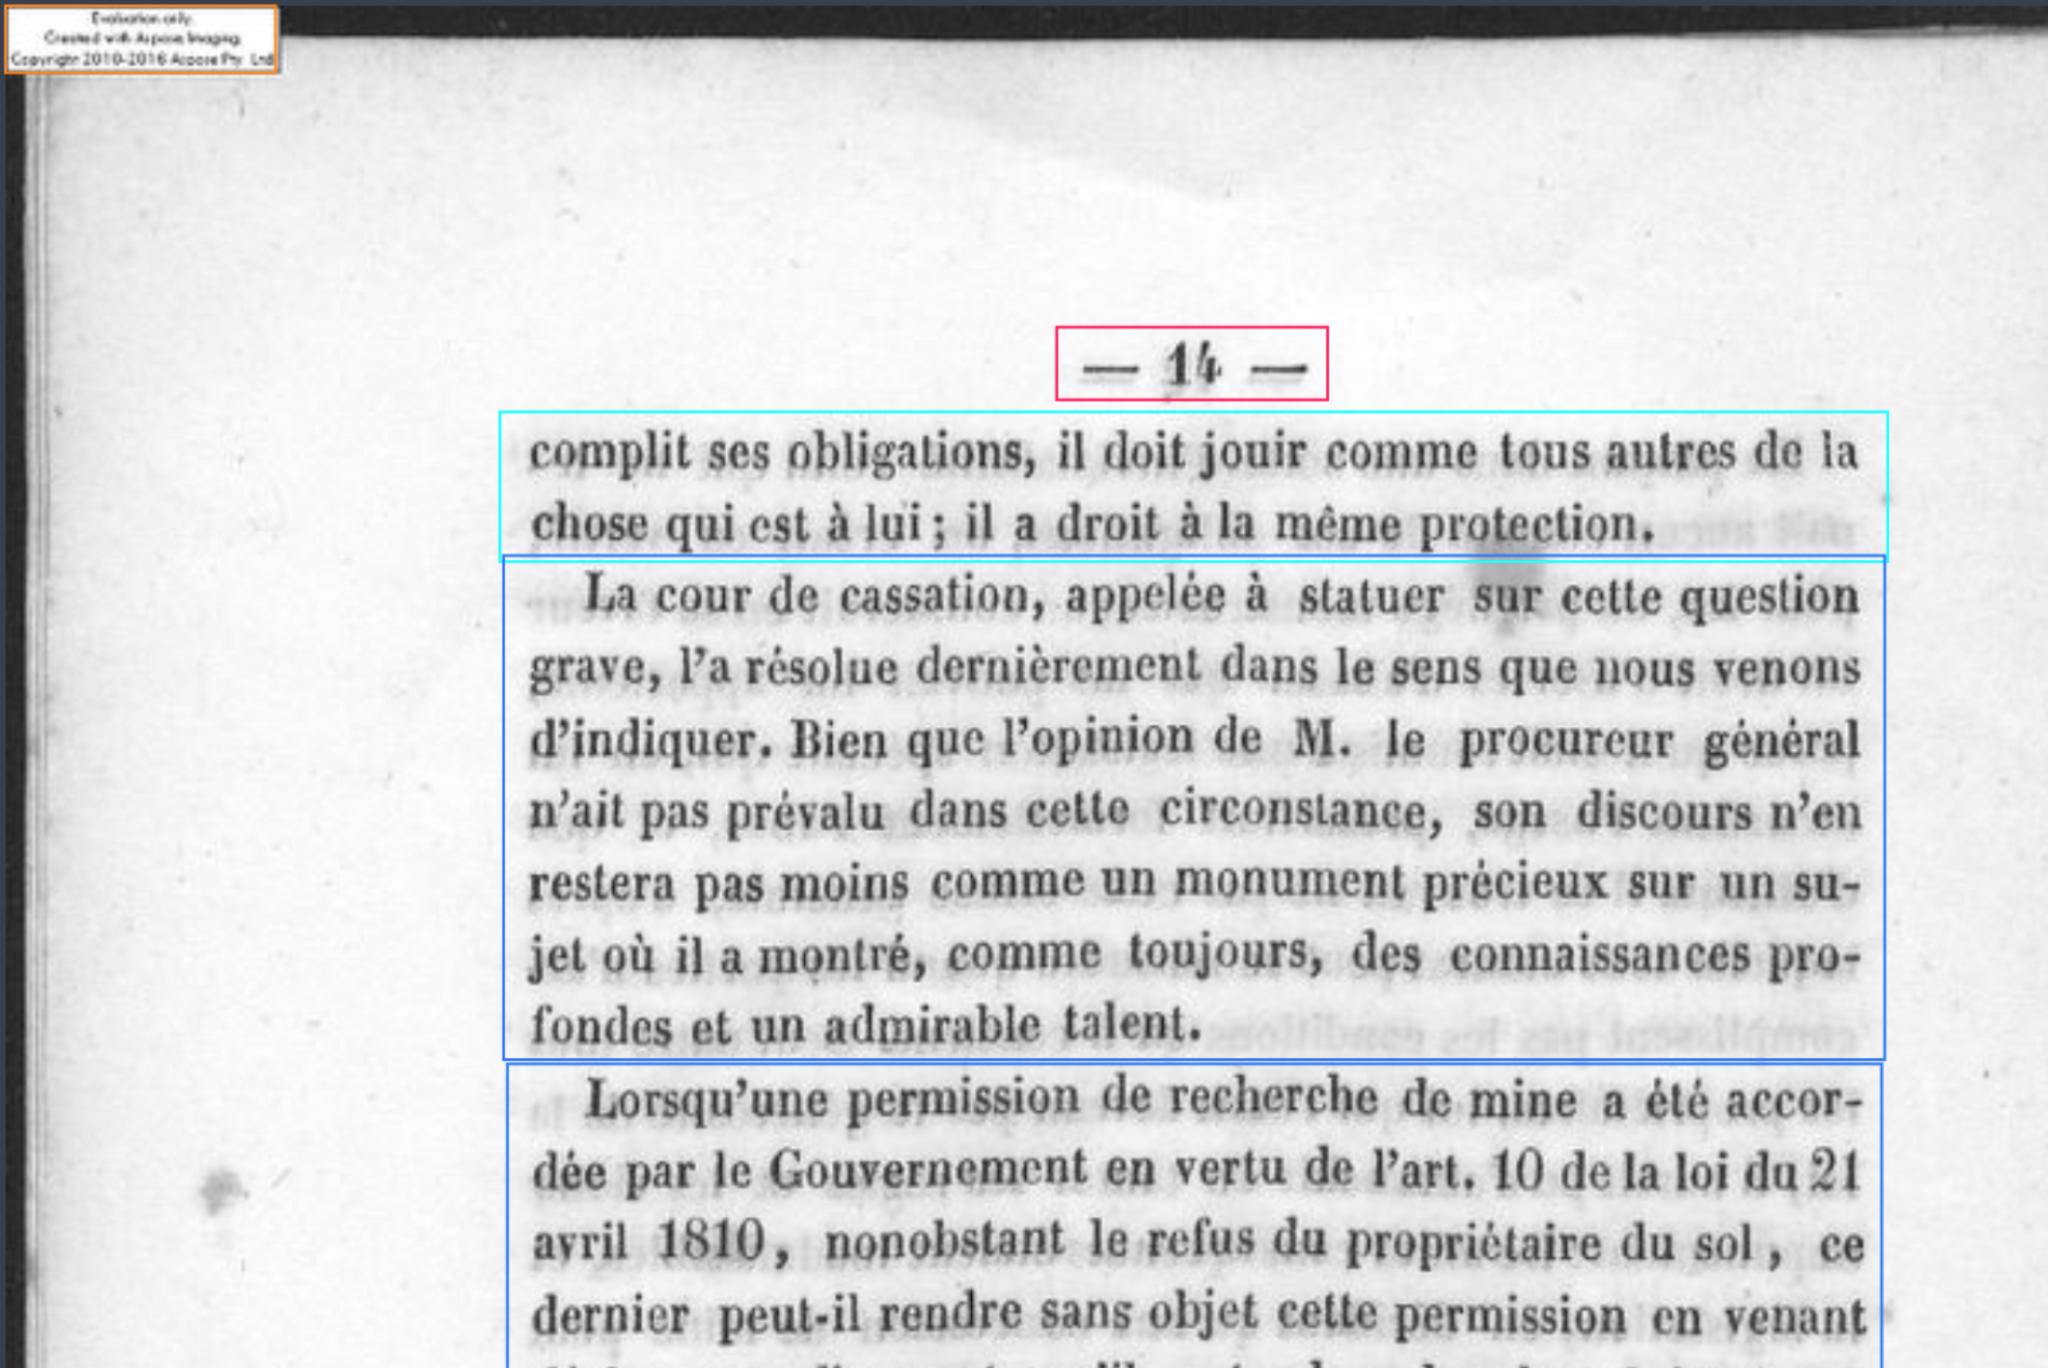 Evaluation only.
Created with Aspose.Imaging.
Copyright 2010-2016 Aspose Pty Ltd
— 14 —
complit ses obligations, il doit jouir comme tous autres de la
chose qui est à lui ; il a droit à la même protection.
La cour de cassation, appelée à statuer sur cette question
grave, l'a résolue dernièrement dans le sens que nous venons
d'indiquer. Bien que l'opinion de M. le procureur général
n'ait pas prévalu dans cette circonstance, son discours n'en
restera pas moins comme un monument précieux sur un su-
jet où il a montré, comme toujours, des connaissances pro-
fondes et un admirable talent.
Lorsqu'une permission de recherche de mine a été accor-
dée par le Gouvernement en vertu de l'art. 10 de la loi du 21
avril 1810, nonobstant le refus du propriétaire du sol, ce
dernier peut-il rendre sans objet cette permission en venant